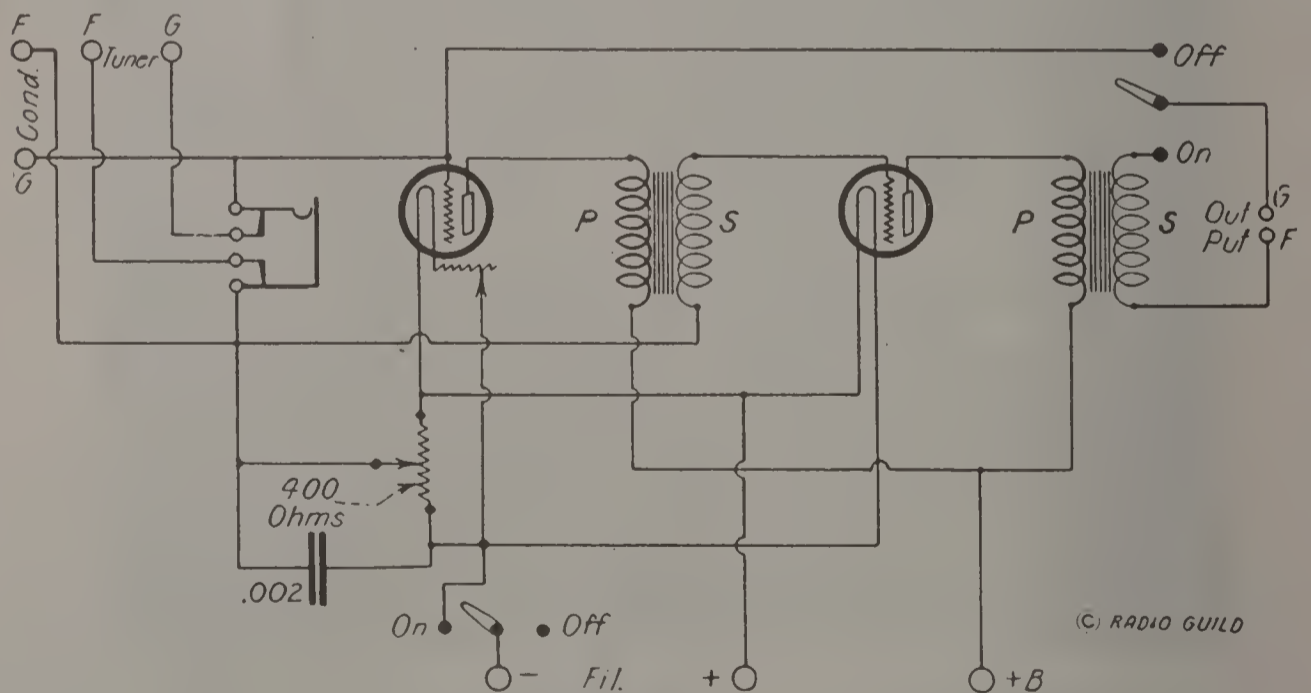 F F G
Tuner
Cond.
G
Off
On
P S
P S
G
Out
Put F
400
Ohms
.002
On Off
- Fil. + +B
(C) RADIO GUILD